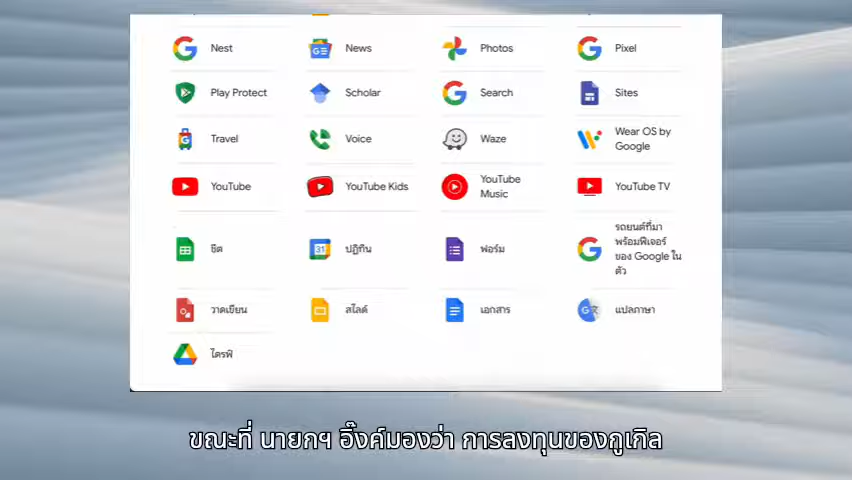 Nest
News
Photos
Pixel
Play Protect
Scholar
Search
Sites
Travel
Voice
Waze
Wear OS by
Google
YouTube
YouTube Kids
YouTube
Music
YouTube TV
ชีต
ปฏิทิน
ฟอร์ม
รถยนต์ที่มา
พร้อมฟีเจอร์
ของ Google ใน
ตัว
วาดเขียน
สไลด์
เอกสาร
แปลภาษา
ไดรฟ์
ขณะที่ นายกฯ อิ๊งค์มองว่า การลงทุนของกูเกิล